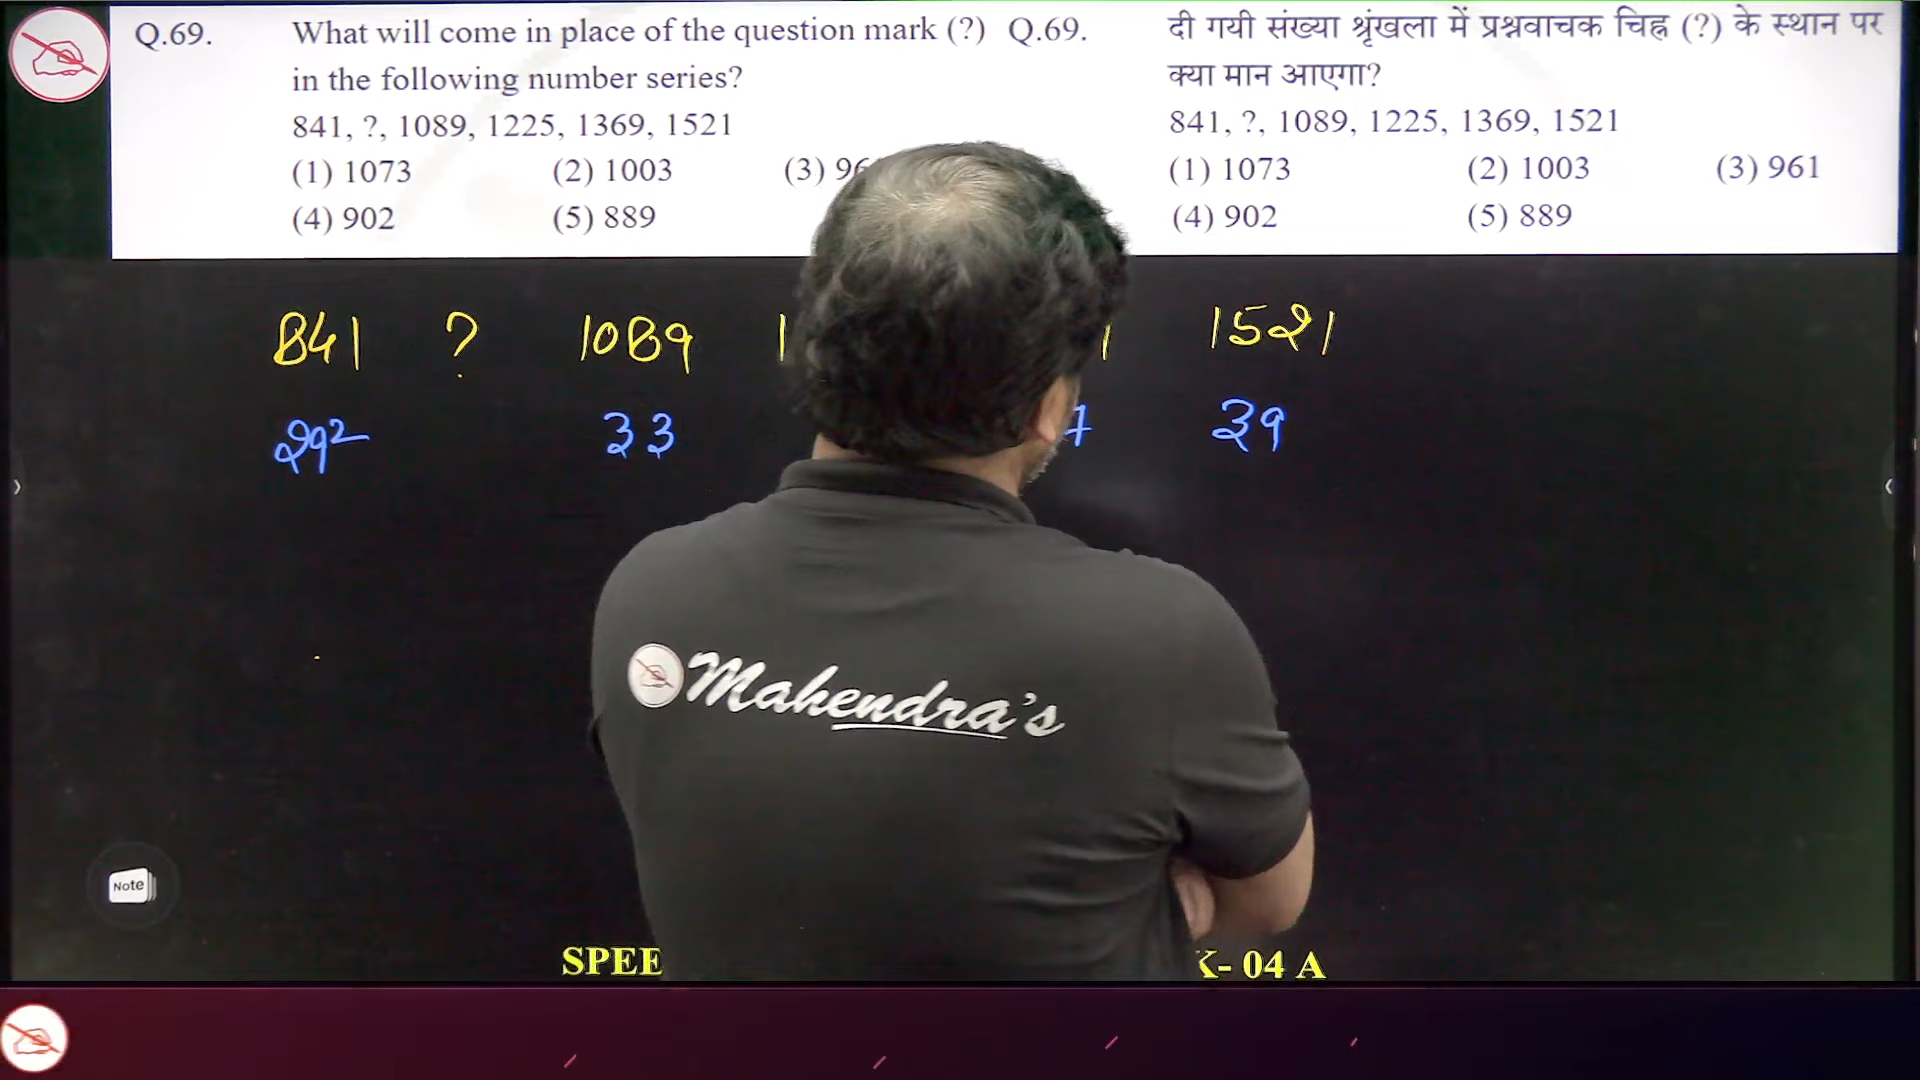 Q.69. What will come in place of the question mark (?)
in the following number series?
841, ?, 1089, 1225, 1369, 1521
(1) 1073 (2) 1003 (3) 96
(4) 902 (5) 889
Q.69. दी गयी संख्या श्रृंखला में प्रश्नवाचक चिह्न (?) के स्थान पर
क्या मान आएगा?
841, ?, 1089, 1225, 1369, 1521
(1) 1073 (2) 1003 (3) 961
(4) 902 (5) 889
841 ? 1089 1 1521
29² 33 7 39
Mahendra's
Note
SPEE K- 04 A